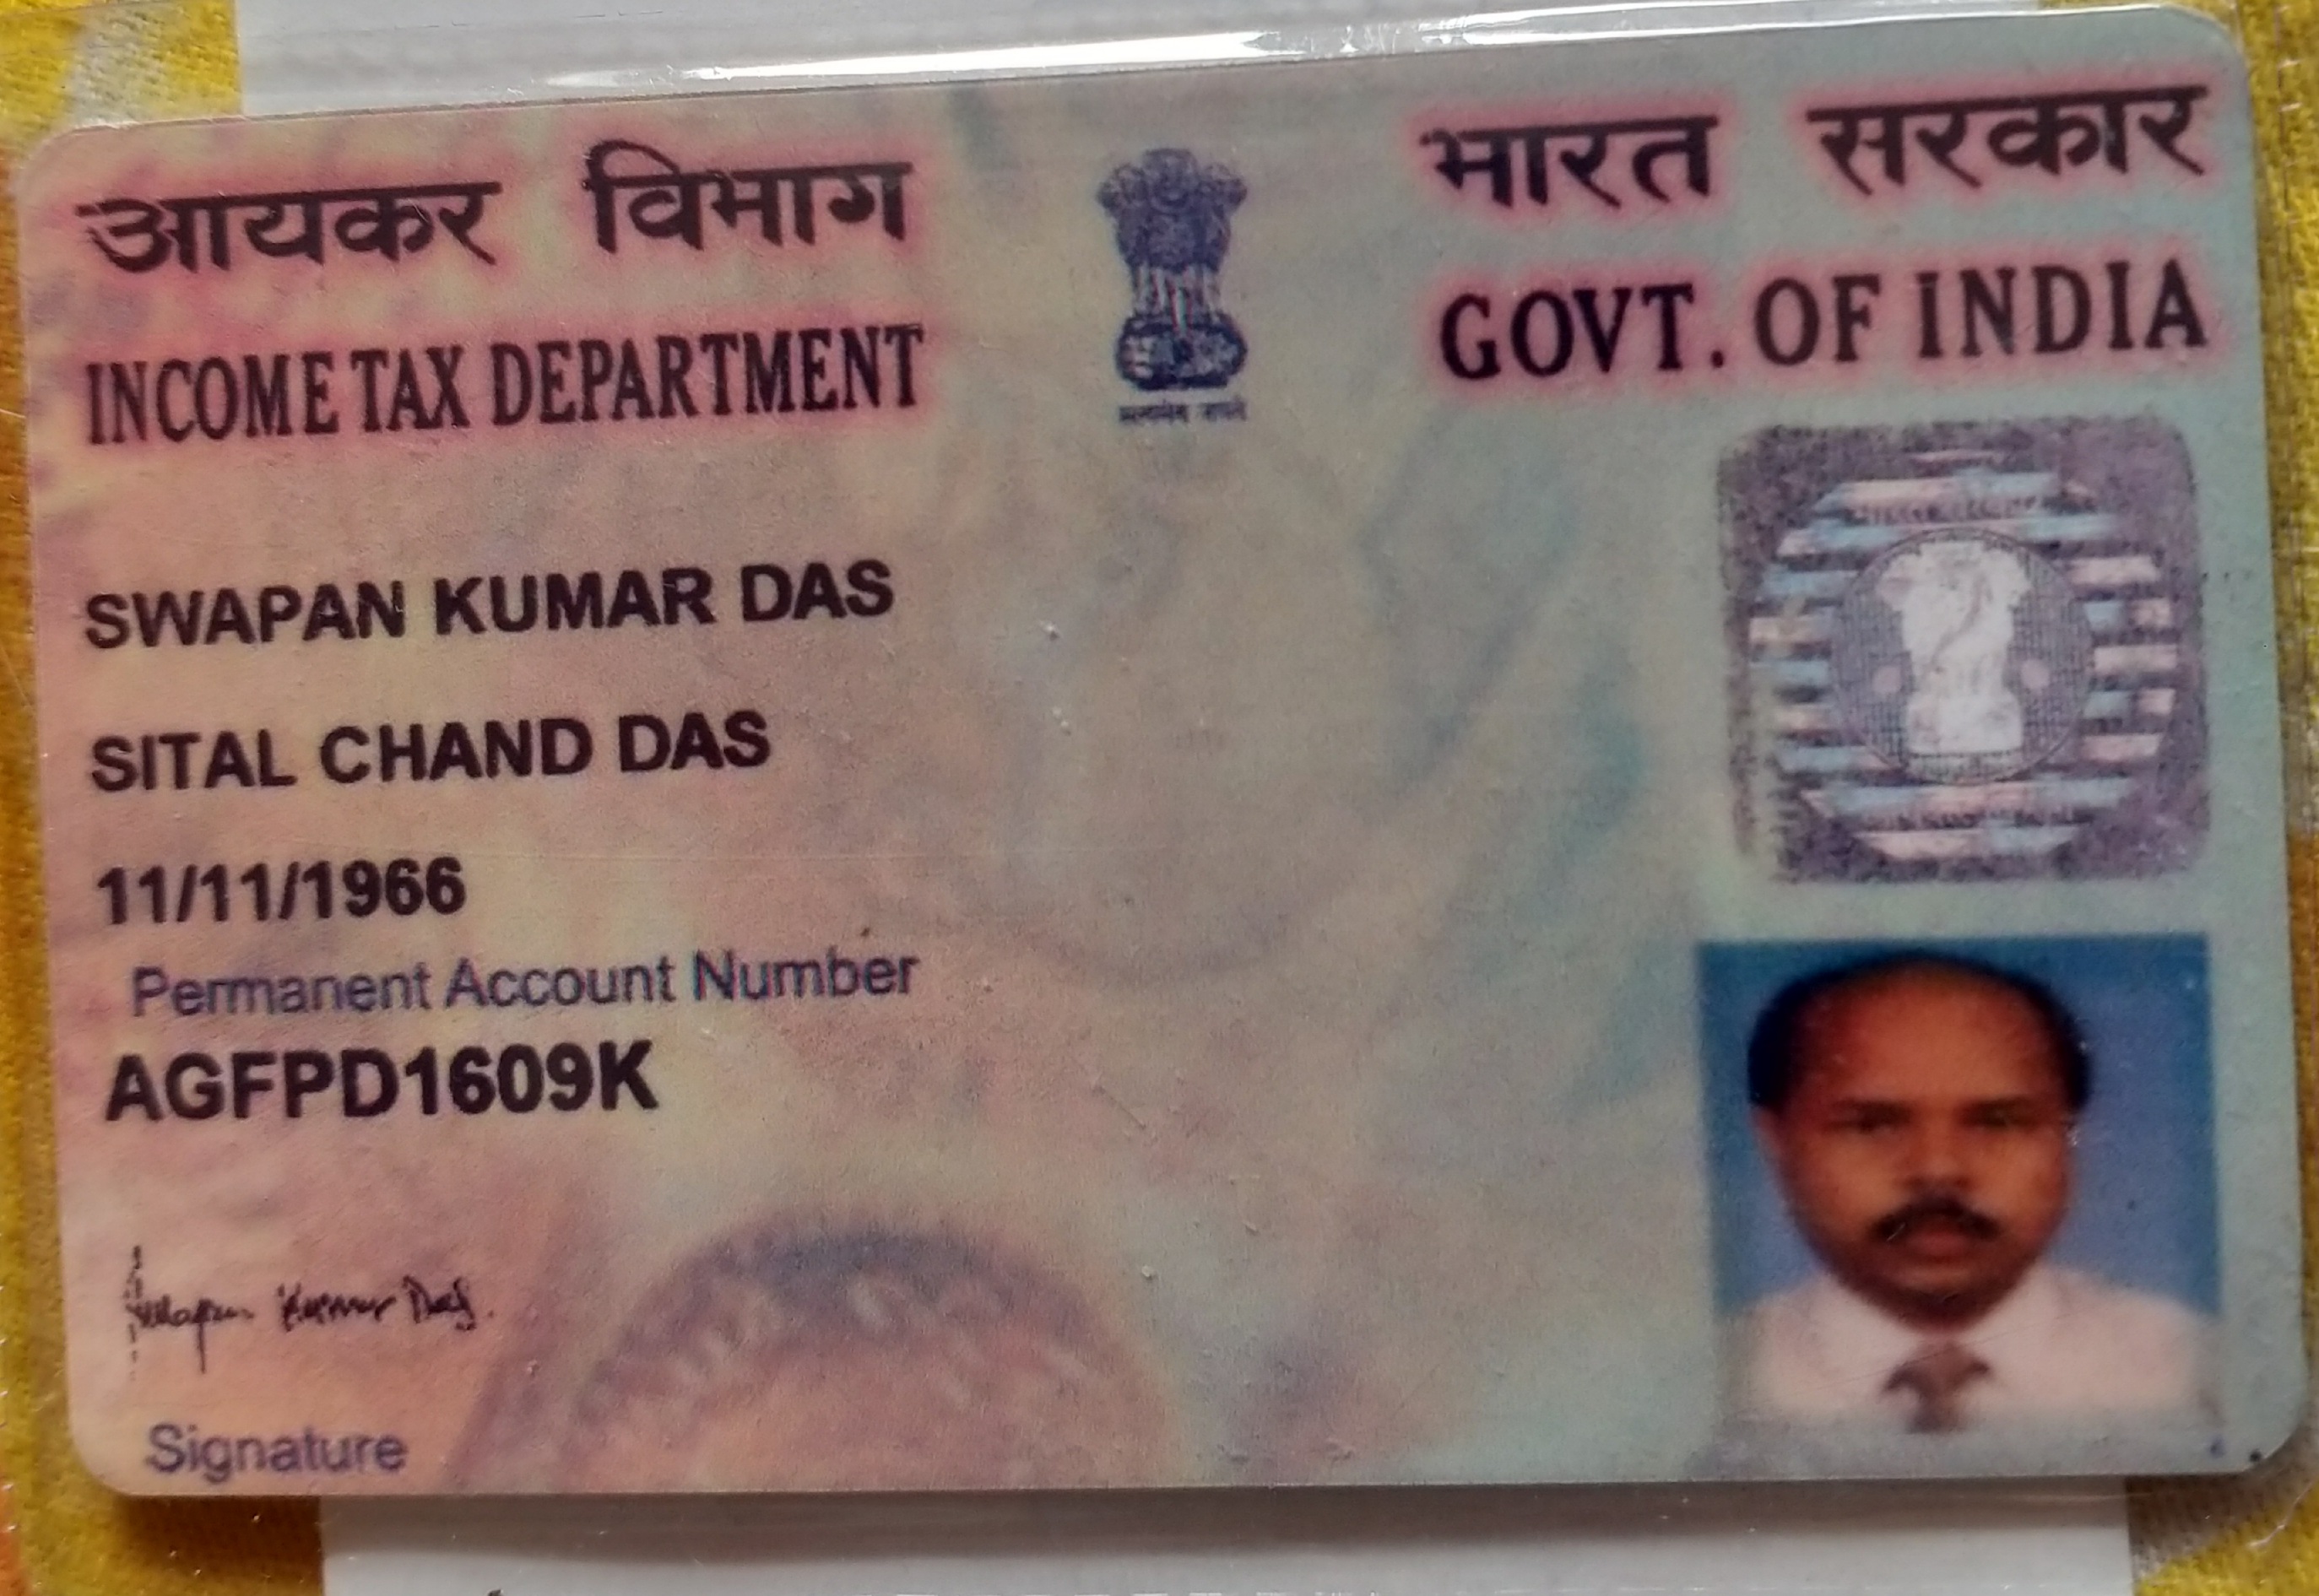 आयकर विभाग
INCOME TAX DEPARTMENT
भारत सरकार
GOVT. OF INDIA
सत्यमेव जयते
SWAPAN KUMAR DAS
SITAL CHAND DAS
11/11/1966
Permanent Account Number
AGFPD1609K
Swapan Kumar Das.
Signature